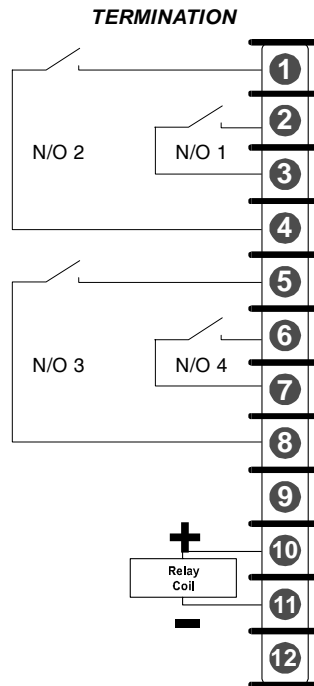 TERMINATION
1
2
N/O 2
N/O 1
3
4
5
6
N/O 3
N/O 4
7
8
9
+
10
Relay
Coil
11
-
12